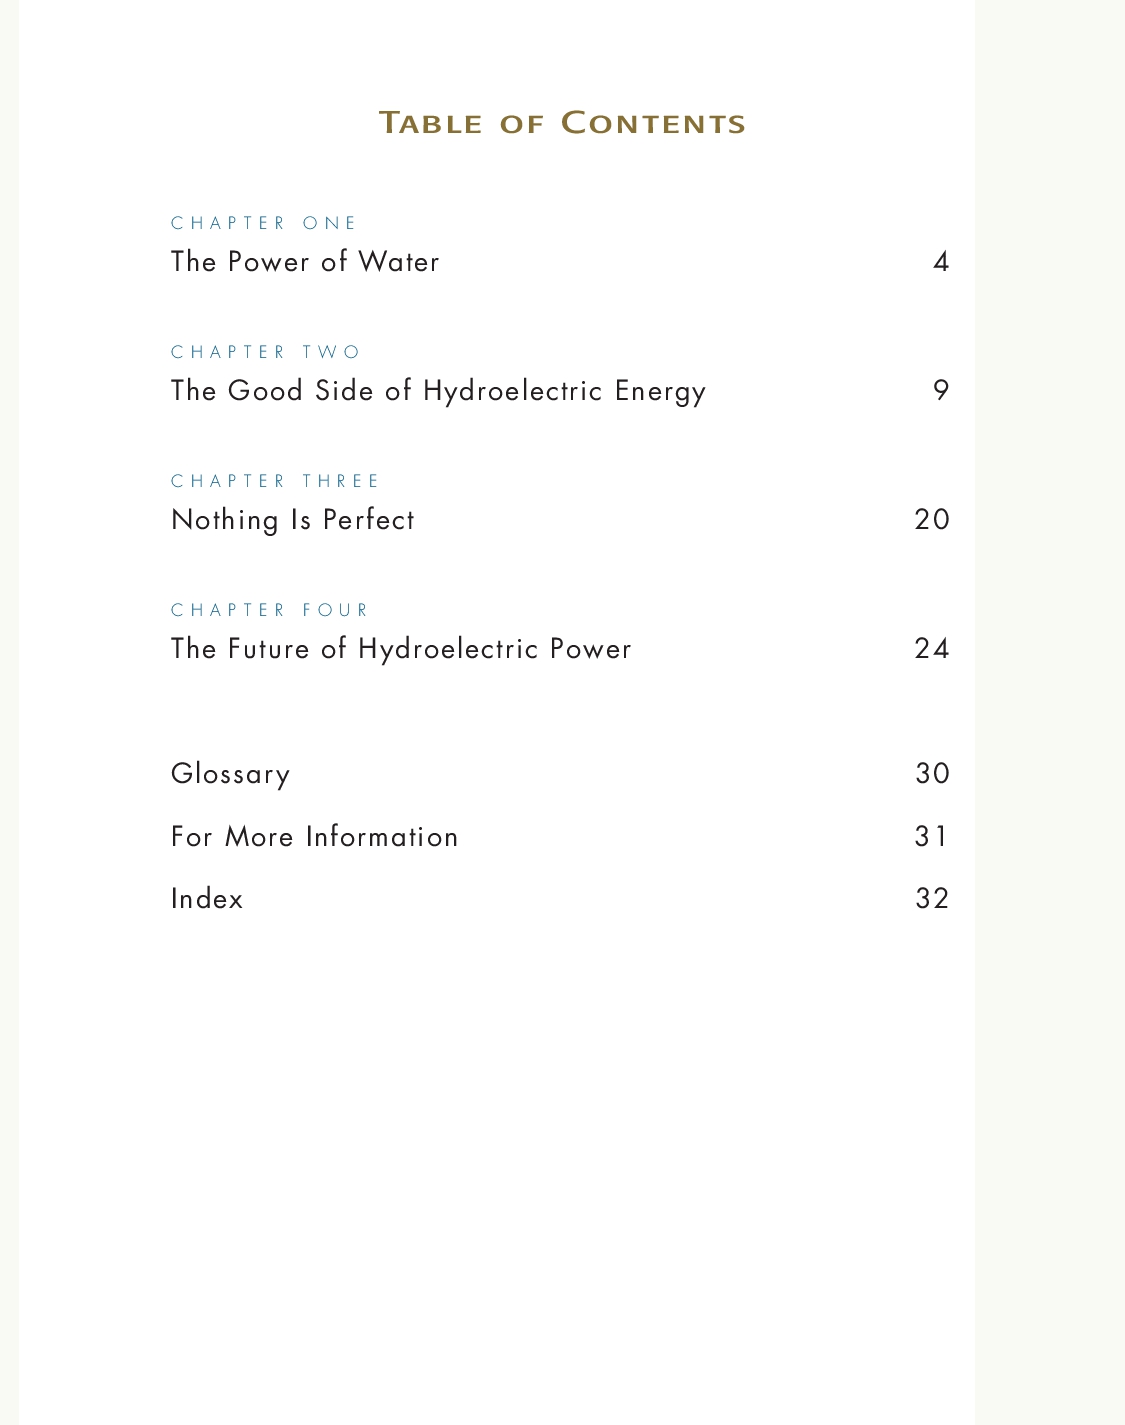 Table of Contents
CHAPTER ONE
The Power of Water 4
CHAPTER TWO
The Good Side of Hydroelectric Energy 9
CHAPTER THREE
Nothing Is Perfect 20
CHAPTER FOUR
The Future of Hydroelectric Power 24
Glossary 30
For More Information 31
Index 32